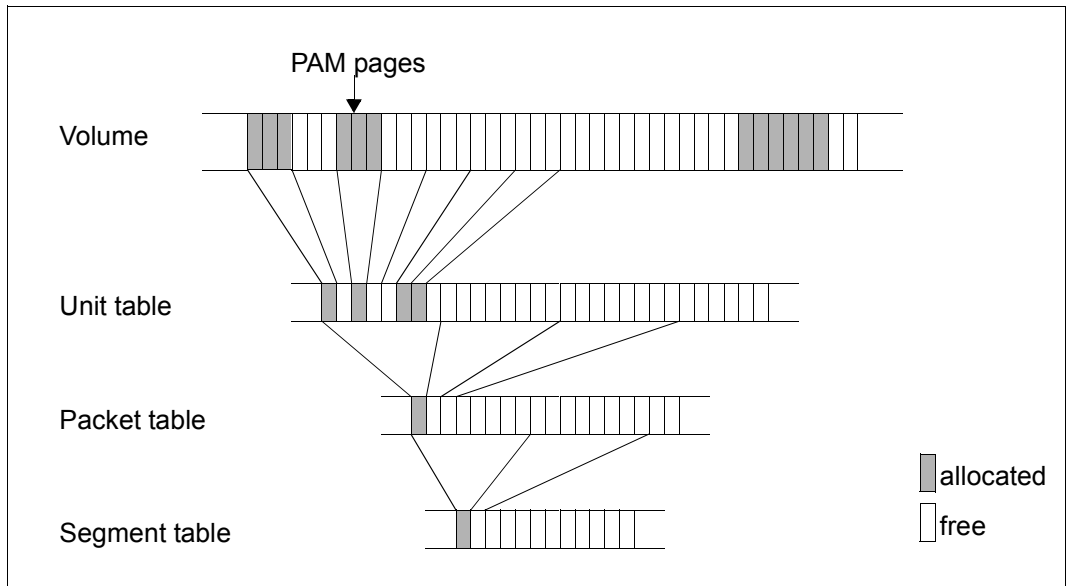 PAM pages
Volume
Unit table
Packet table
Segment table
allocated
free